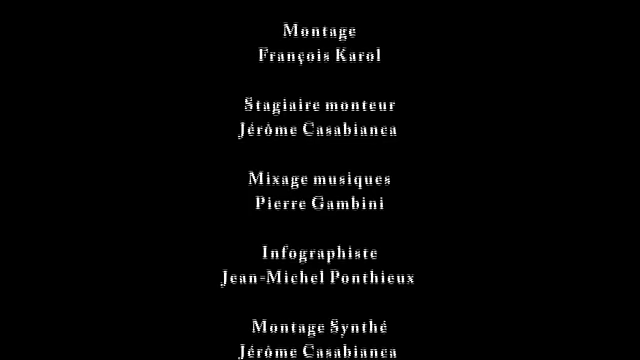 Montage
François Karol
Stagiaire monteur
Jérôme Casabianca
Mixage musiques
Pierre Gambini
Infographiste
Jean-Michel Ponthieux
Montage Synthé
Jérôme Casabianca